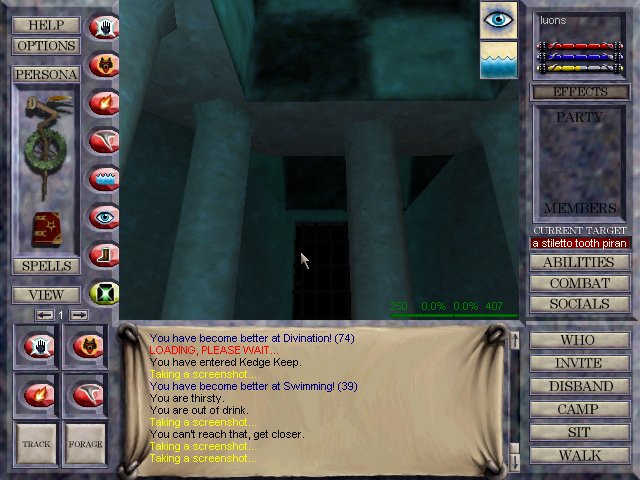 HELP
OPTIONS
PERSONA
SPELLS
VIEW
1
TRACK
FORAGE
250 0.0% 0.0% 407
You have become better at Divination! (74)
LOADING, PLEASE WAIT...
You have entered Kedge Keep.
Taking a screenshot...
You have become better at Swimming! (39)
You are thirsty.
You are out of drink.
Taking a screenshot...
You can't reach that, get closer.
Taking a screenshot...
Taking a screenshot...
luons
EFFECTS
PARTY
MEMBERS
CURRENT TARGET
a stiletto tooth piran
ABILITIES
COMBAT
SOCIALS
WHO
INVITE
DISBAND
CAMP
SIT
WALK